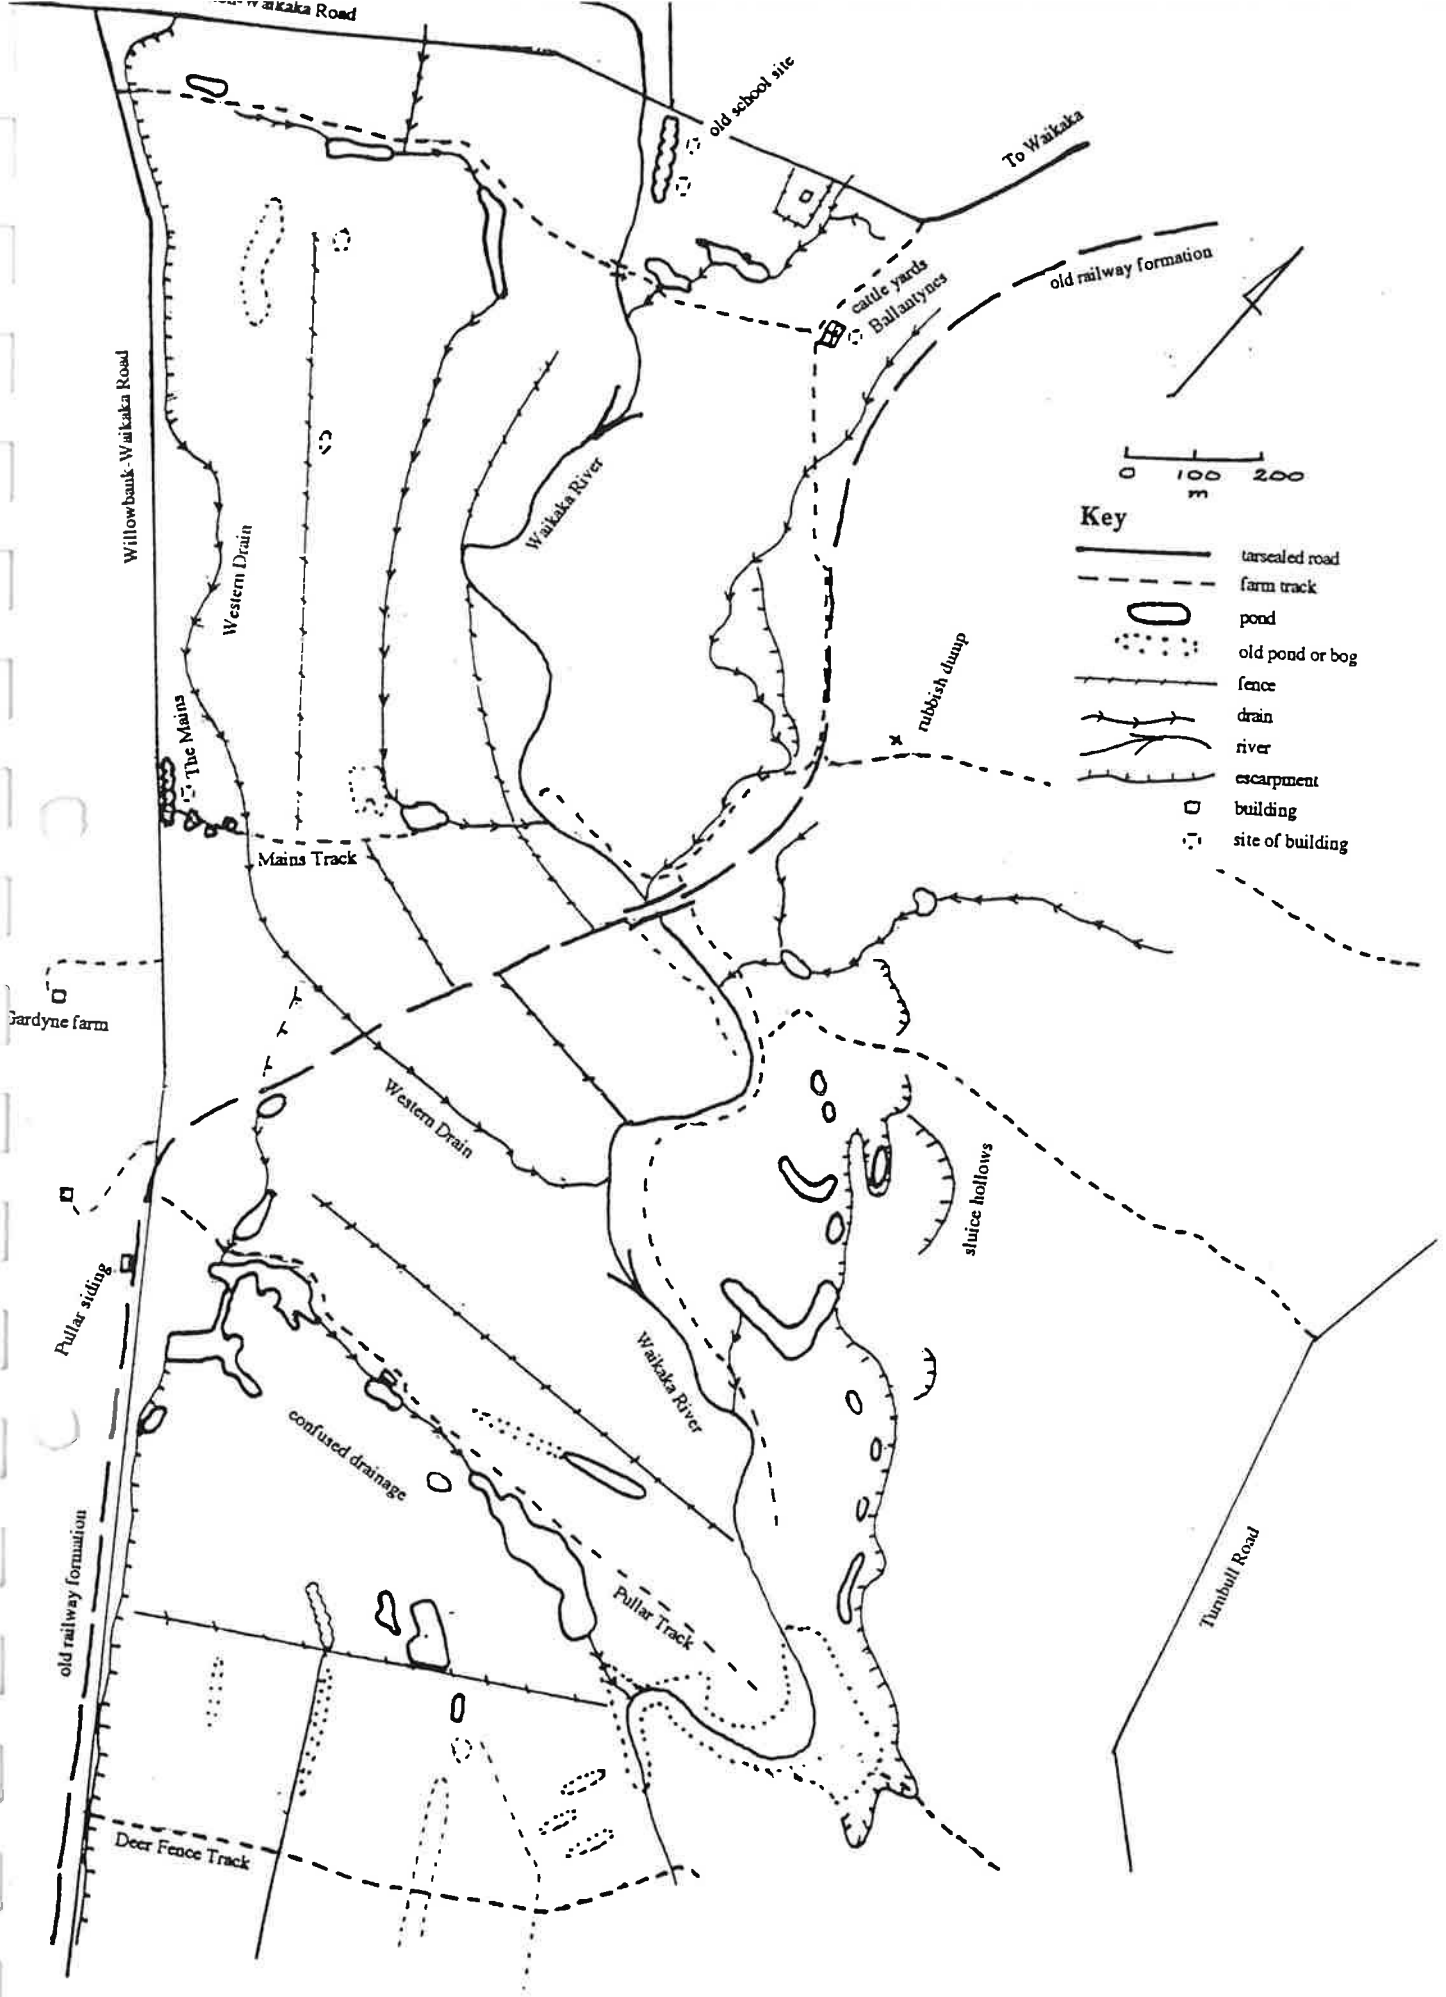 Waikaka Road
old school site
To Waikaka
old railway formation
cattle yards
Ballantynes
Willowbank-Waikaka Road
Waikaka River
Western Drain
0 100 200
m
Key
tarsealed road
farm track
pond
old pond or bog
fence
drain
river
escarpment
building
site of building
rubbish dump
The Mains
Mains Track
Gardyne farm
Western Drain
sluice hollows
Pullar siding
Waikaka River
confused drainage
old railway formation
Pullar Track
Turnbull Road
Deer Fence Track